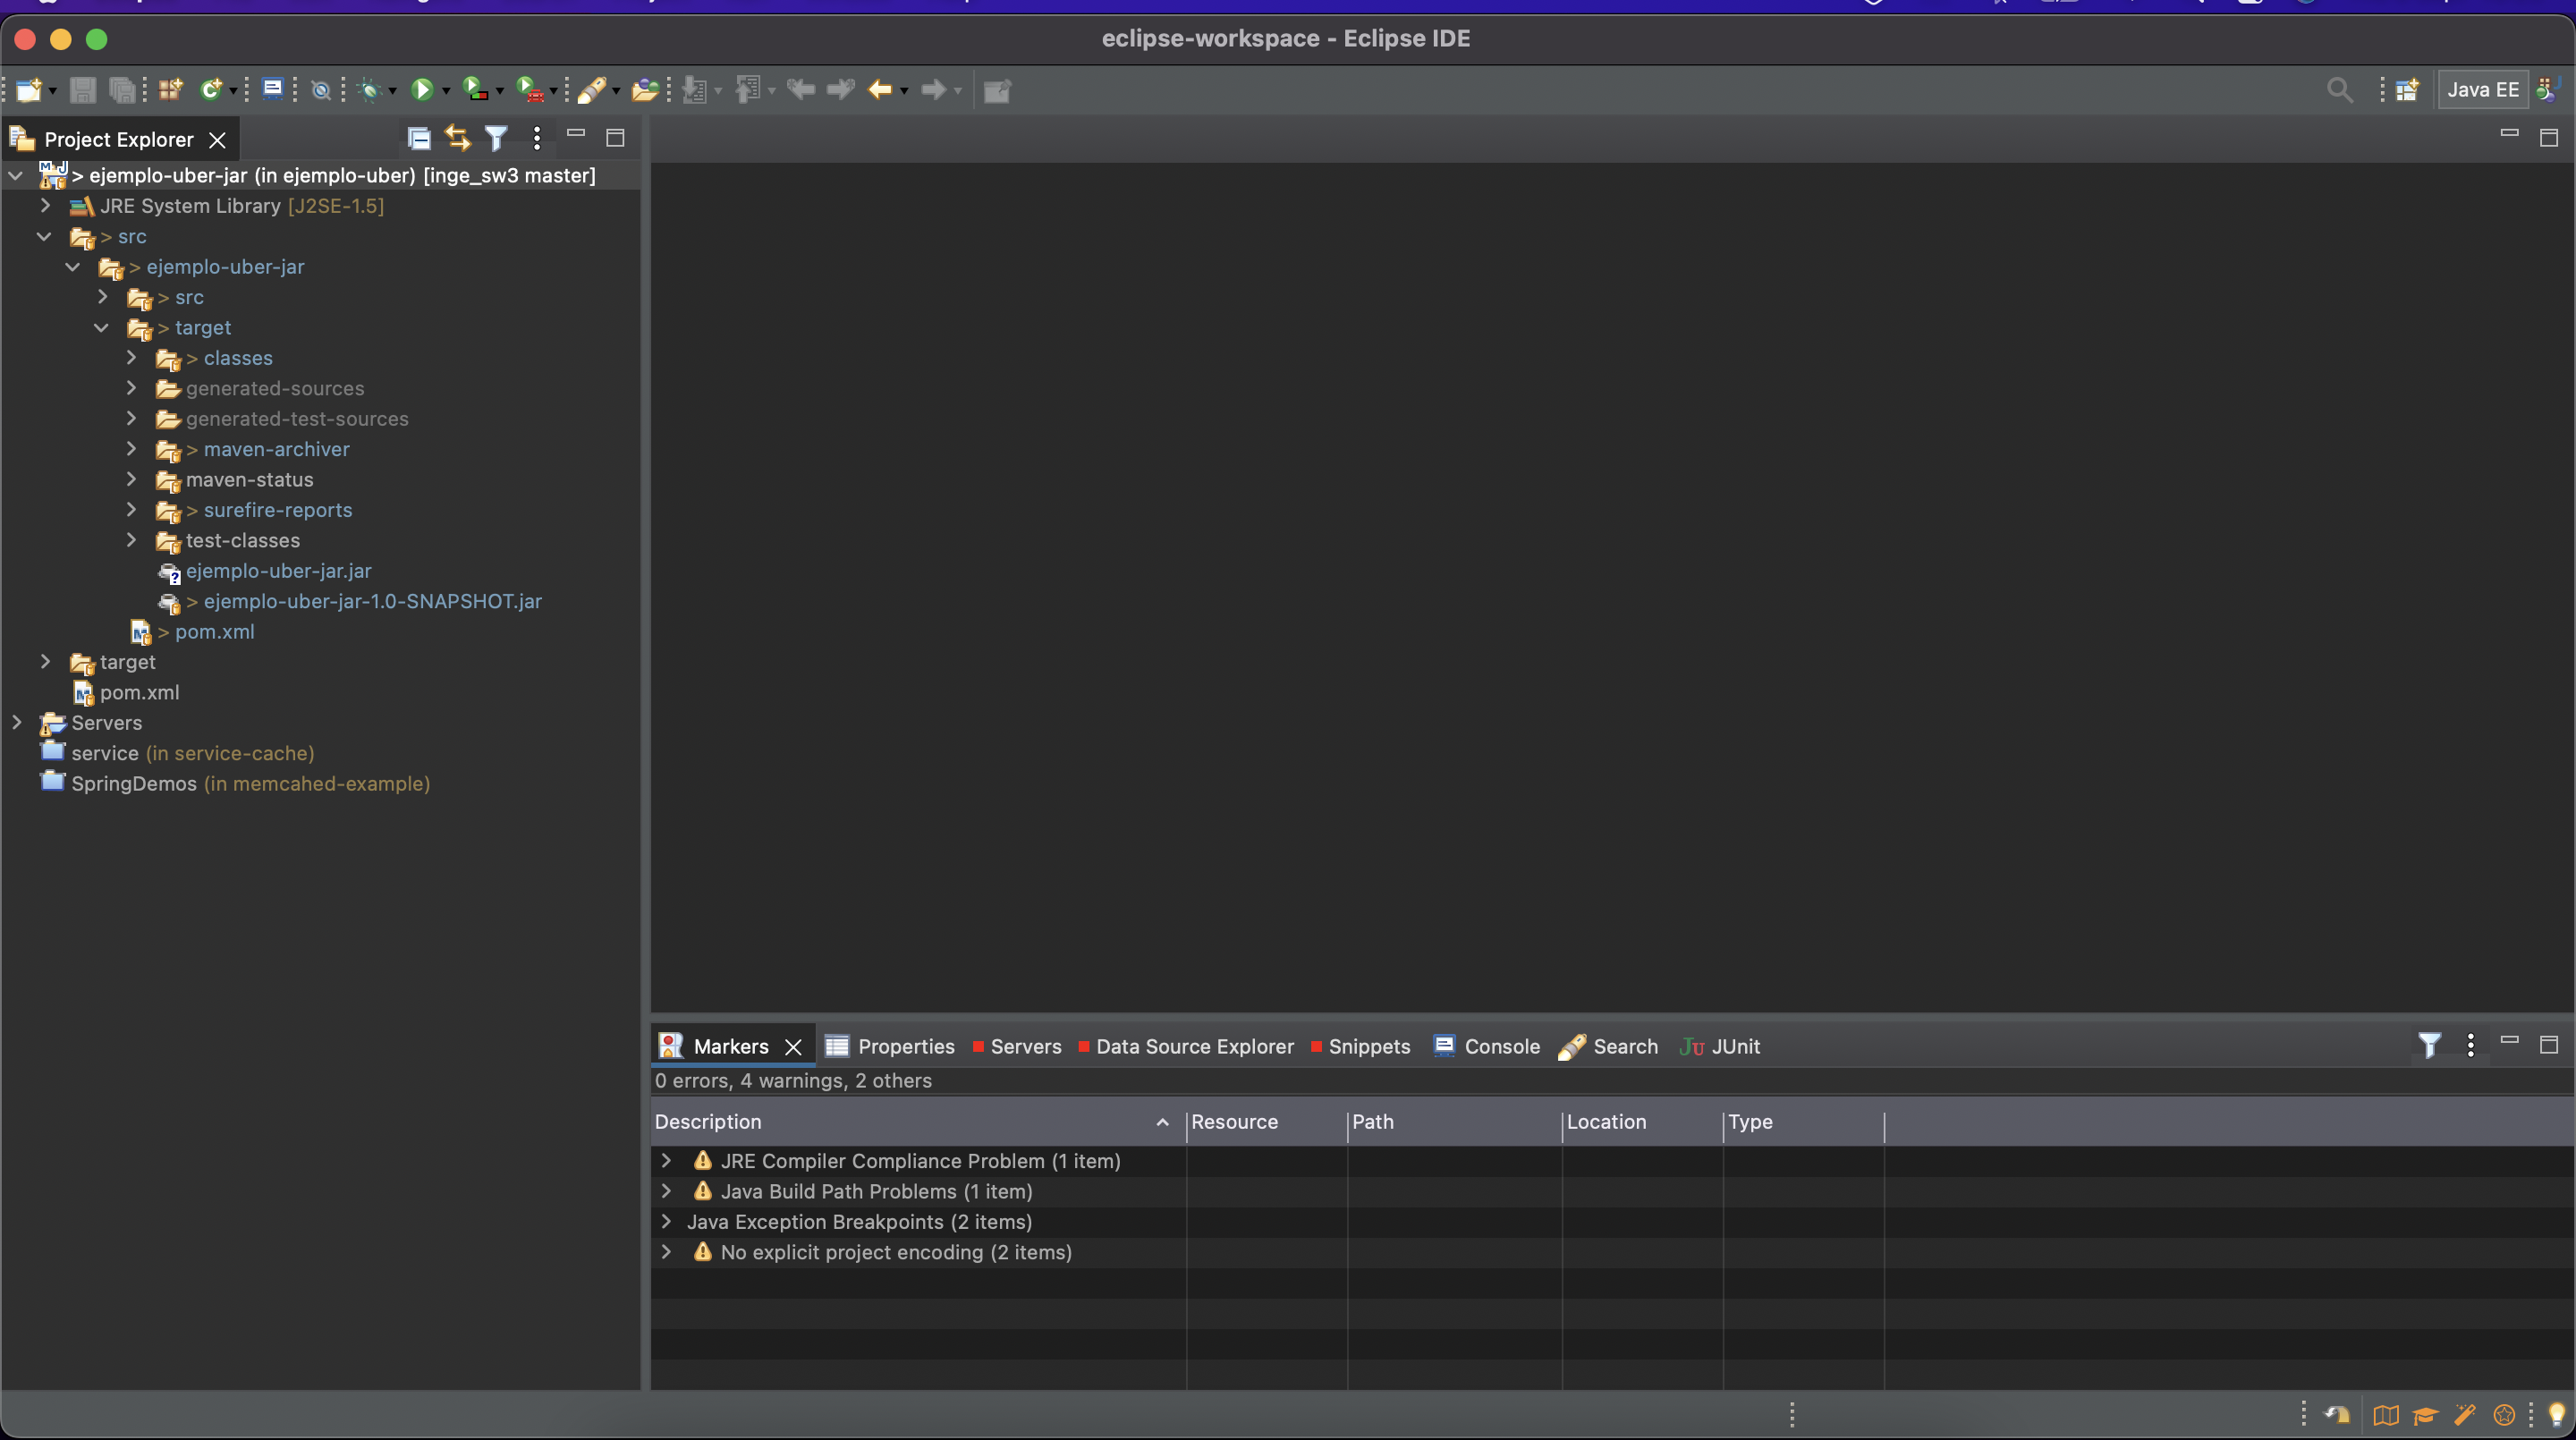 eclipse-workspace - Eclipse IDE
Java EE
Project Explorer
> ejemplo-uber-jar (in ejemplo-uber) [inge_sw3 master]
JRE System Library [J2SE-1.5]
> src
> ejemplo-uber-jar
> src
> target
> classes
generated-sources
generated-test-sources
> maven-archiver
maven-status
> surefire-reports
test-classes
ejemplo-uber-jar.jar
> ejemplo-uber-jar-1.0-SNAPSHOT.jar
> pom.xml
target
pom.xml
Servers
service (in service-cache)
SpringDemos (in memcahed-example)
Markers Properties Servers Data Source Explorer Snippets Console Search JUnit
0 errors, 4 warnings, 2 others
Description Resource Path Location Type
JRE Compiler Compliance Problem (1 item)
Java Build Path Problems (1 item)
Java Exception Breakpoints (2 items)
No explicit project encoding (2 items)